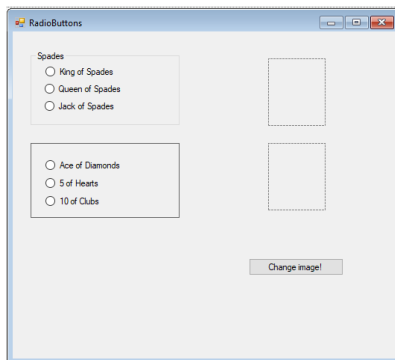 RadioButtons
Spades
King of Spades
Queen of Spades
Jack of Spades
Ace of Diamonds
5 of Hearts
10 of Clubs
Change image!